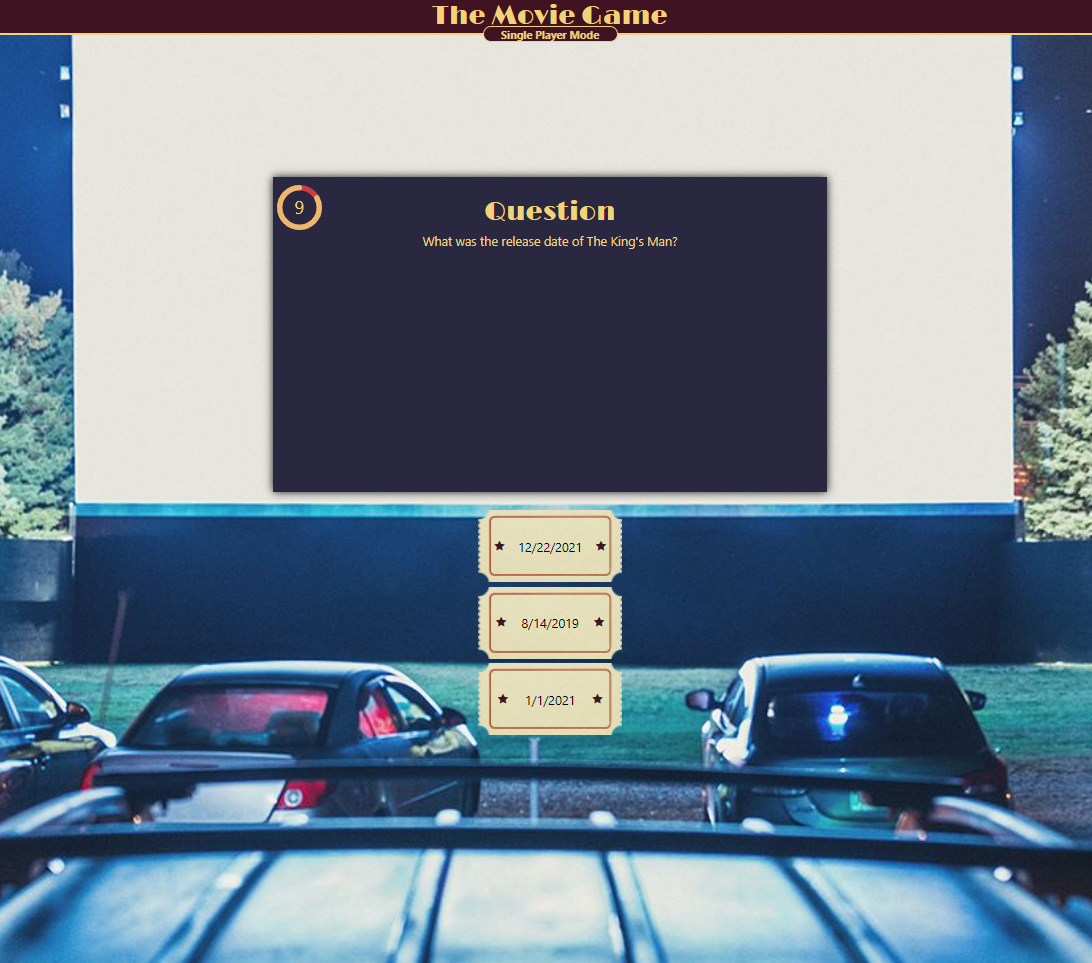 The Movie Game
Single Player Mode
9
Question
What was the release date of The King's Man?
12/22/2021
8/14/2019
1/1/2021